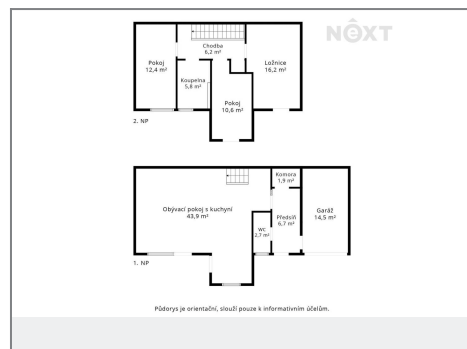 NEXT
Chodba
6,2 m²
Pokoj
12,4 m²
Ložnice
16,2 m²
Koupelna
5,8 m²
Pokoj
10,6 m²
2. NP
Komora
1,9 m²
Obývací pokoj s kuchyní
43,9 m²
Předsíň
6,7 m²
Garáž
14,5 m²
WC
2,7 m²
1. NP
Půdorys je orientační, slouží pouze k informativním účelům.